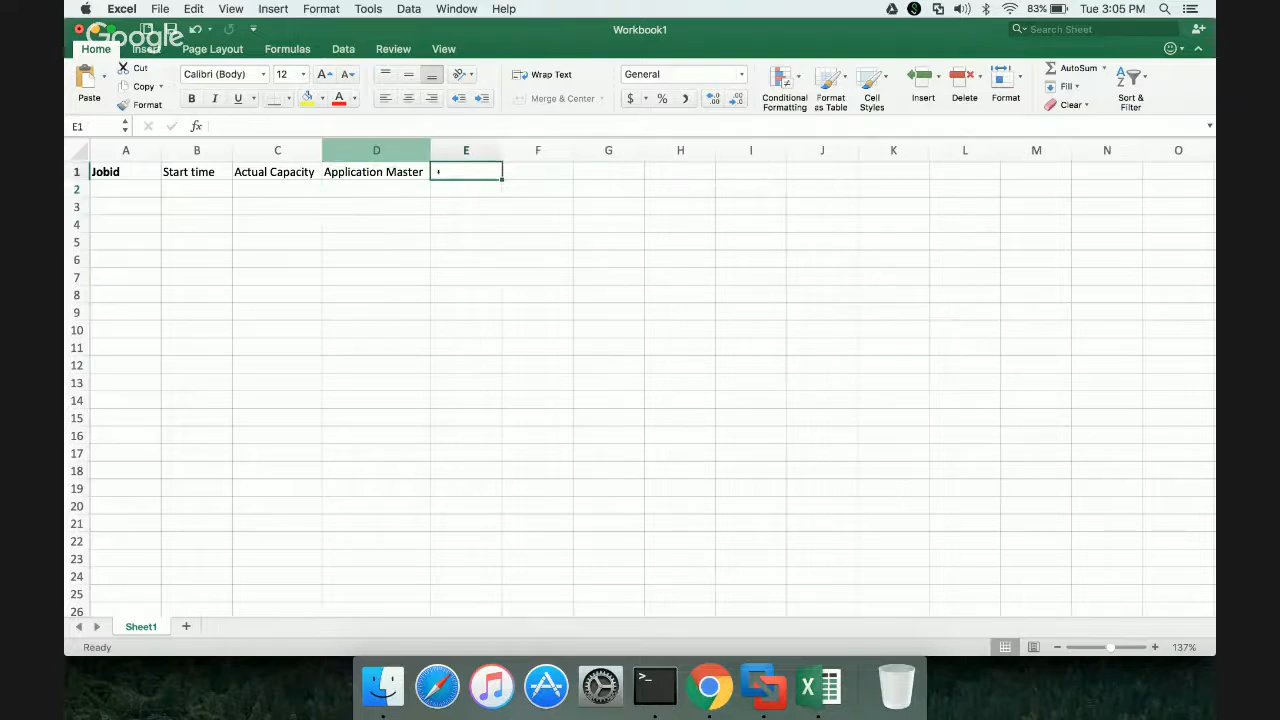 Excel File Edit View Insert Format Tools Data Window Help 83% Tue 3:05 PM
Google
Workbook1
Search Sheet
Home Insert Page Layout Formulas Data Review View
Paste Cut Copy Format
Calibri (Body) 12
B I U A
Wrap Text
Merge & Center
General
$ % ,
Conditional Formatting
Format as Table
Cell Styles
Insert Delete Format
AutoSum
Fill
Clear
Sort & Filter
E1 fx
A B C D E F G H I J K L M N O
1 Jobid Start time Actual Capacity Application Master
2
3
4
5
6
7
8
9
10
11
12
13
14
15
16
17
18
19
20
21
22
23
24
25
26
Sheet1
Ready 137%